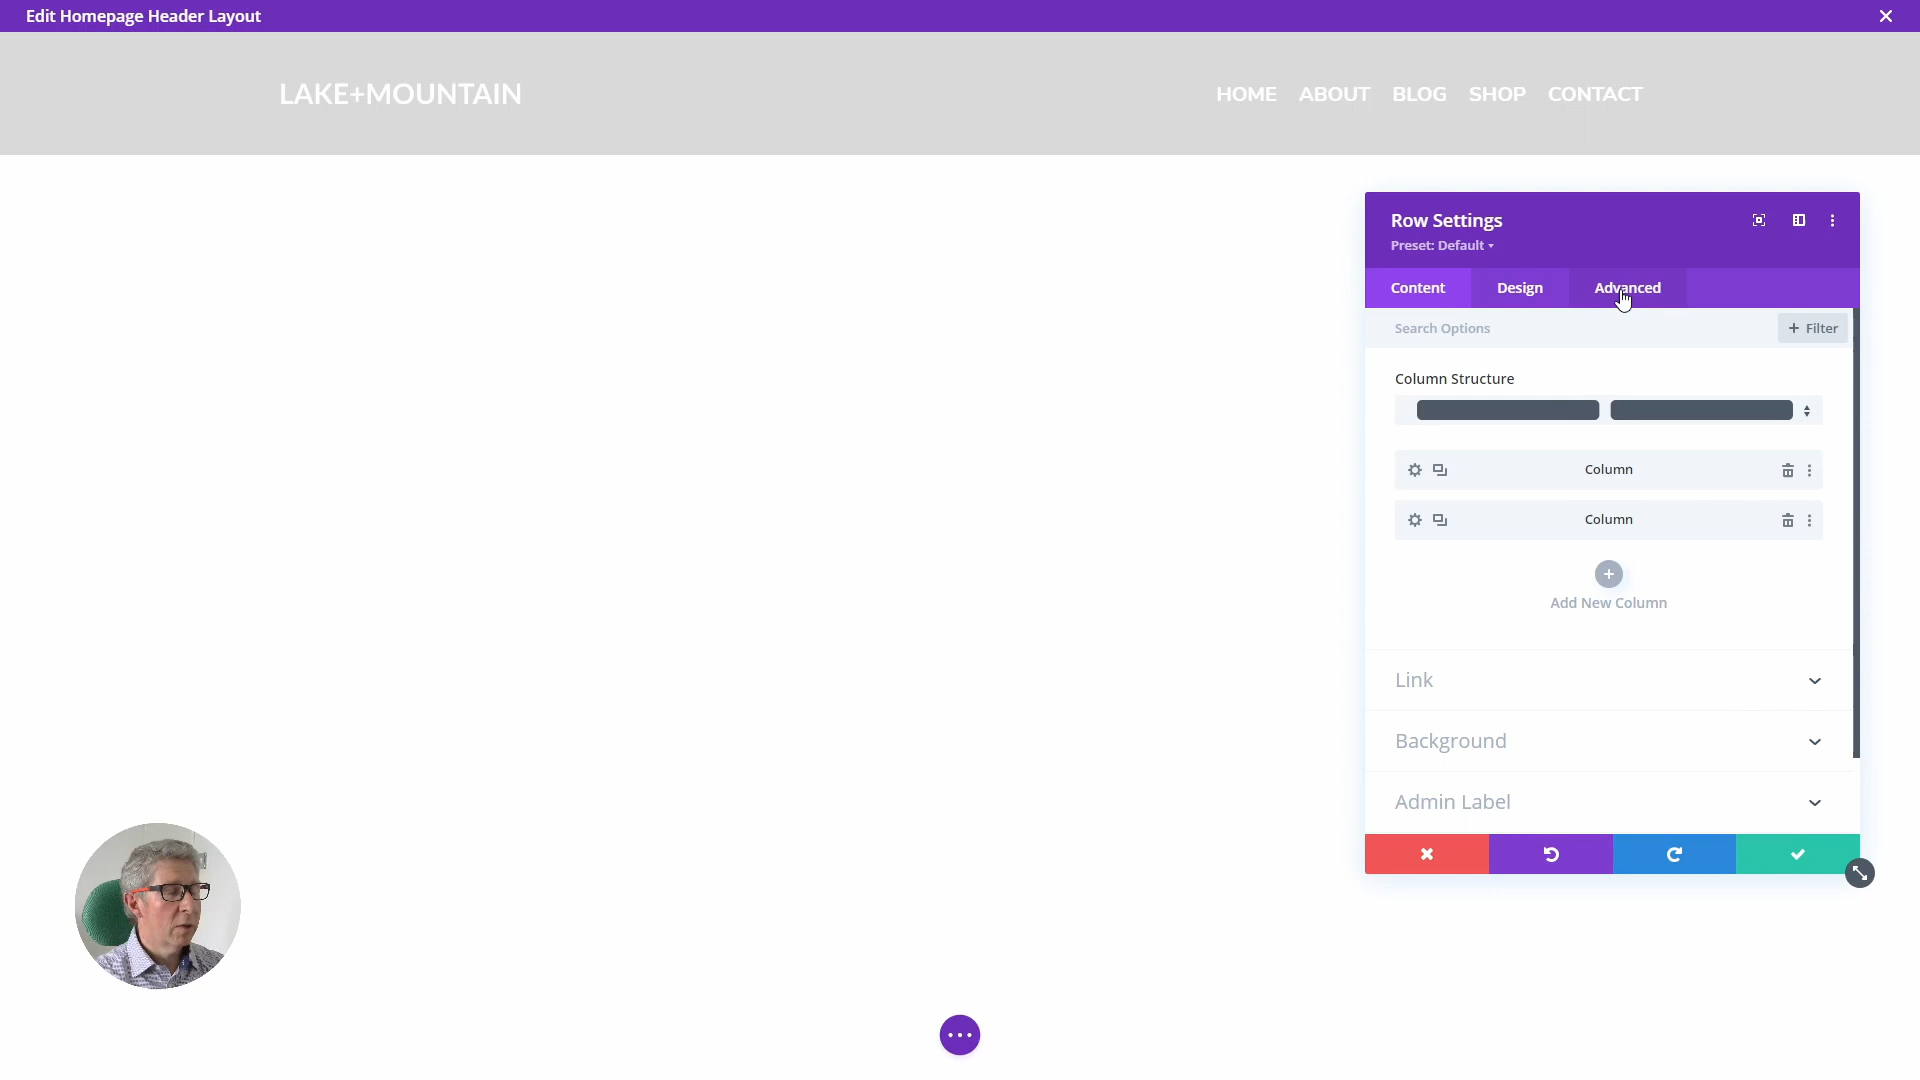 Edit Homepage Header Layout
LAKE+MOUNTAIN
HOME ABOUT BLOG SHOP CONTACT
Row Settings
Preset: Default
Content Design Advanced
Search Options
+ Filter
Column Structure
Column
Column
Add New Column
Link
Background
Admin Label